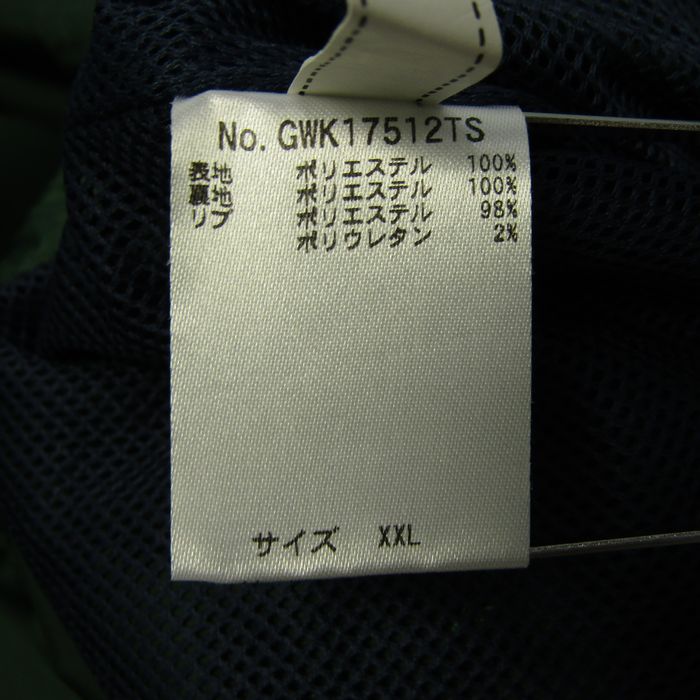 No. GWK17512TS
表地 ポリエステル 100%
裏地 ポリエステル 100%
リブ ポリエステル 98%
ポリウレタン 2%
サイズ XXL